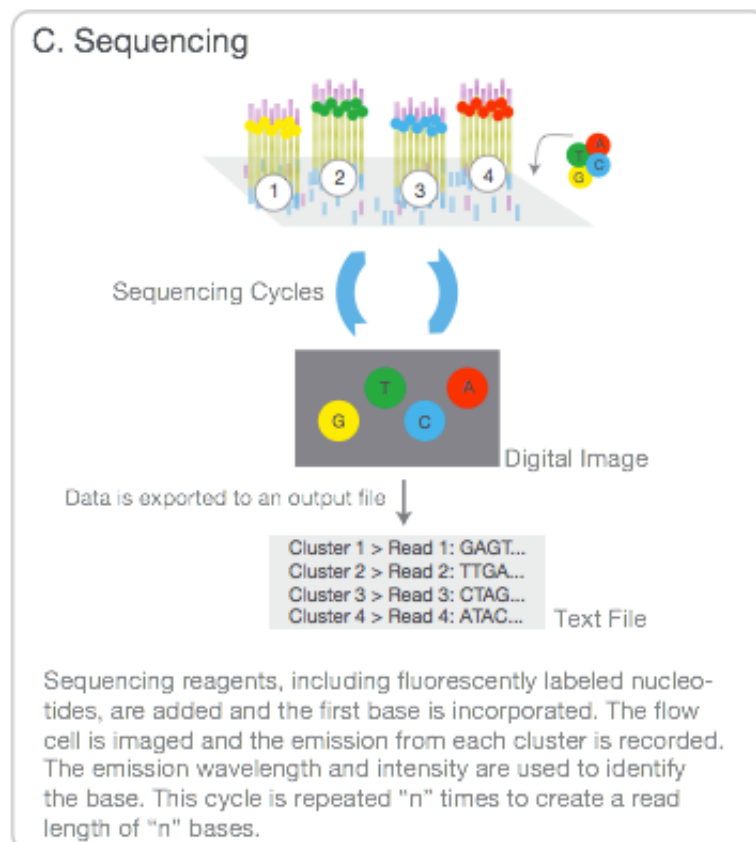 C. Sequencing
1
2
3
4
A
T
C
G
Sequencing Cycles
T
A
G
C
Digital Image
Data is exported to an output file
Cluster 1 > Read 1: GAGT...
Cluster 2 > Read 2: TTGA...
Cluster 3 > Read 3: CTAG...
Cluster 4 > Read 4: ATAC...
Text File
Sequencing reagents, including fluorescently labeled nucleo-
tides, are added and the first base is incorporated. The flow
cell is imaged and the emission from each cluster is recorded.
The emission wavelength and intensity are used to identify
the base. This cycle is repeated “n” times to create a read
length of “n” bases.